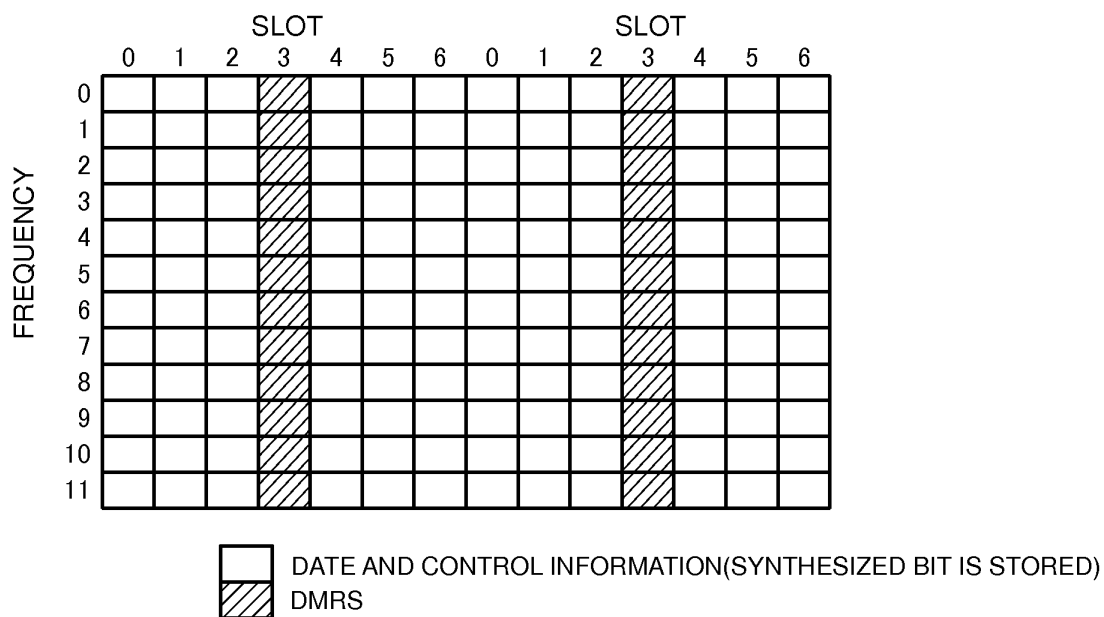 SLOT SLOT
0 1 2 3 4 5 6 0 1 2 3 4 5 6
FREQUENCY
0
1
2
3
4
5
6
7
8
9
10
11
DATE AND CONTROL INFORMATION(SYNTHESIZED BIT IS STORED)
DMRS